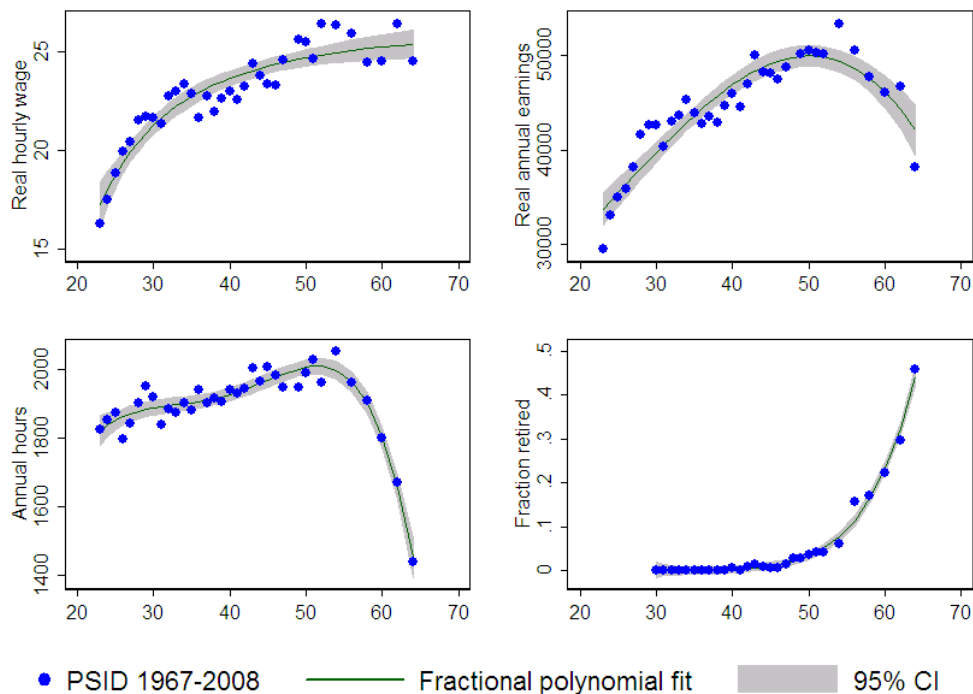 Real hourly wage
25
20
15
20 30 40 50 60 70
Real annual earnings
50000
40000
30000
20 30 40 50 60 70
Annual hours
2000
1800
1600
1400
20 30 40 50 60 70
Fraction retired
.5
.4
.3
.2
.1
0
20 30 40 50 60 70
PSID 1967-2008 Fractional polynomial fit 95% CI